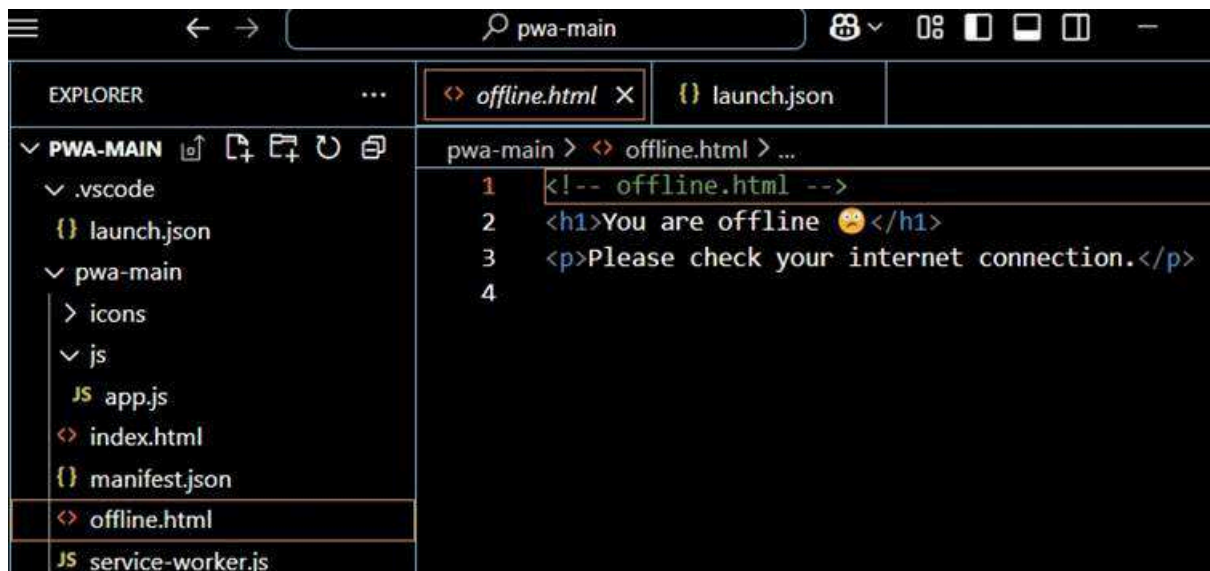 pwa-main
EXPLORER ...
offline.html
launch.json
PWA-MAIN
.vscode
{} launch.json
pwa-main
icons
js
JS app.js
<> index.html
{} manifest.json
<> offline.html
JS service-worker.js
pwa-main > <> offline.html > ...
1 <!-- offline.html -->
2 <h1>You are offline 🙁</h1>
3 <p>Please check your internet connection.</p>
4